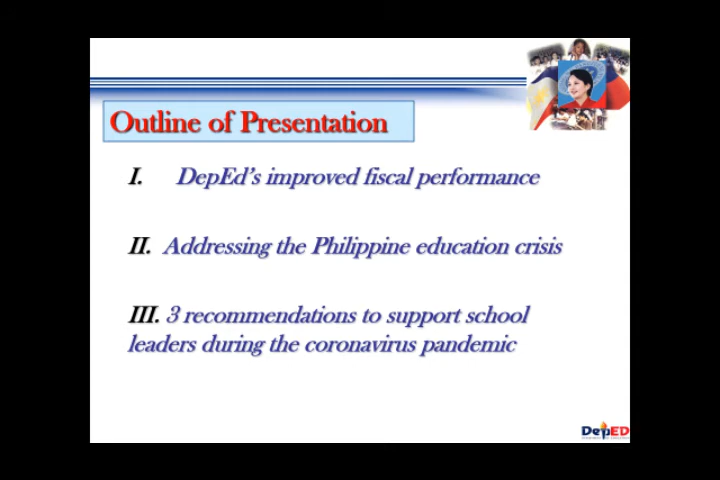 Outline of Presentation
I. DepEd's improved fiscal performance
II. Addressing the Philippine education crisis
III. 3 recommendations to support school
leaders during the coronavirus pandemic
DepED